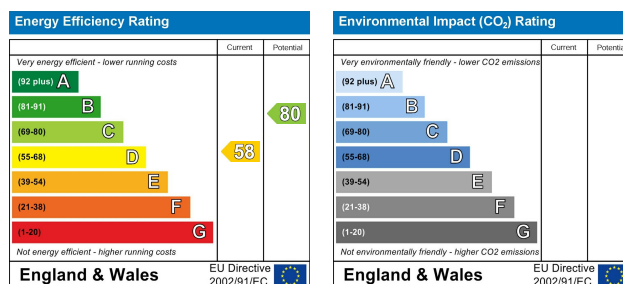 Energy Efficiency Rating
Current Potential
Very energy efficient - lower running costs
(92 plus) A
(81-91) B
(69-80) C
(55-68) D
(39-54) E
(21-38) F
(1-20) G
80
58
Not energy efficient - higher running costs
England & Wales
EU Directive
2002/91/EC
Environmental Impact (CO2) Rating
Current Potential
Very environmentally friendly - lower CO2 emissions
(92 plus) A
(81-91) B
(69-80) C
(55-68) D
(39-54) E
(21-38) F
(1-20) G
Not environmentally friendly - higher CO2 emissions
England & Wales
EU Directive
2002/91/EC